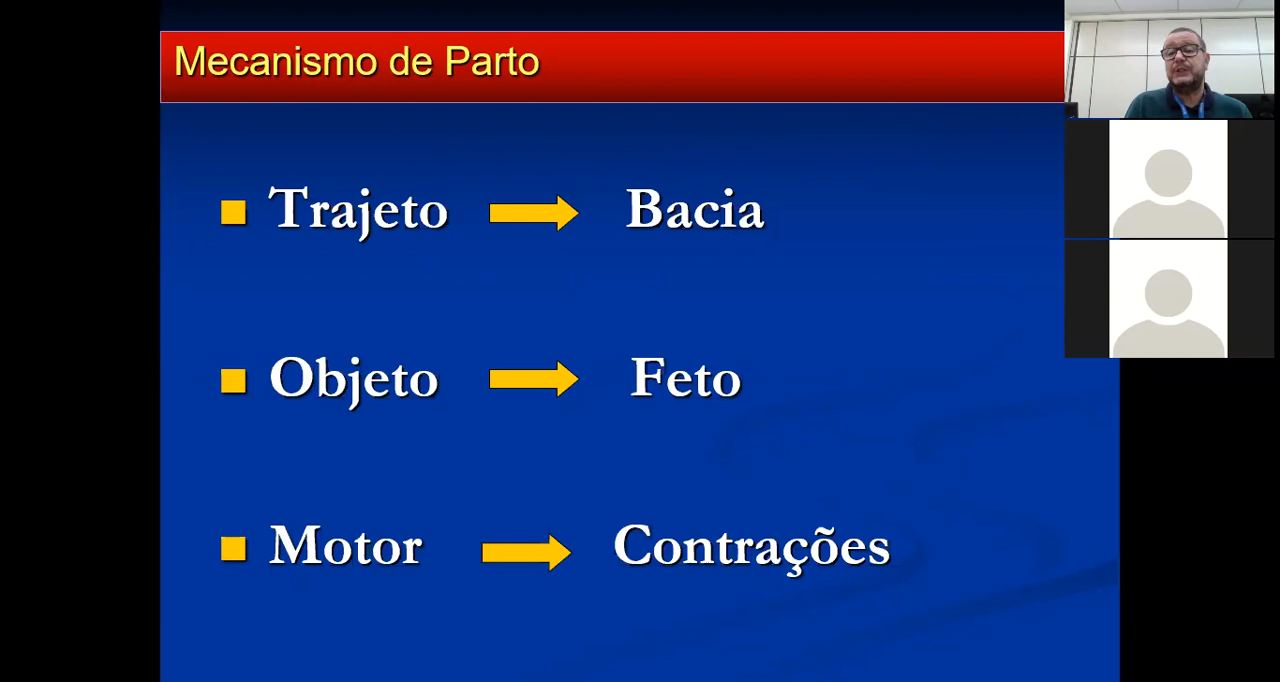 Mecanismo de Parto
Trajeto Bacia
Objeto Feto
Motor Contrações